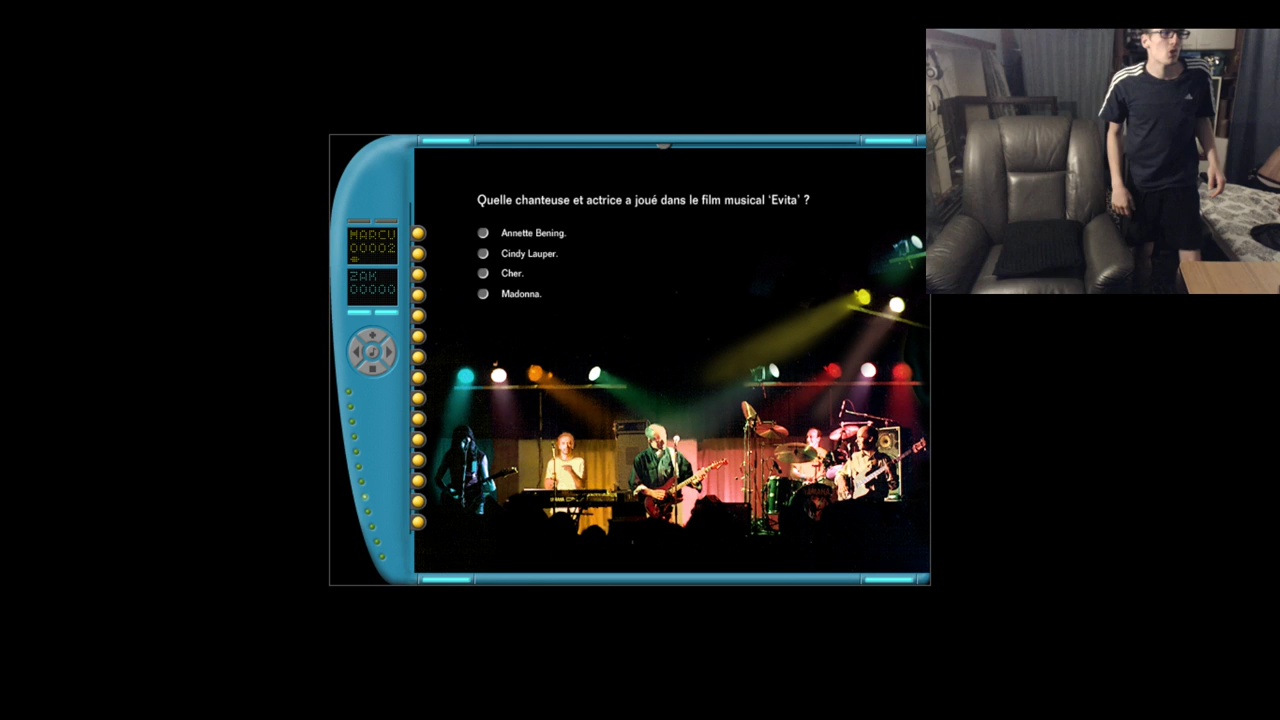 Quelle chanteuse et actrice a joué dans le film musical ‘Evita’ ?
Annette Bening.
Cindy Lauper.
Cher.
Madonna.
MARCU
00002
ZAK
00000